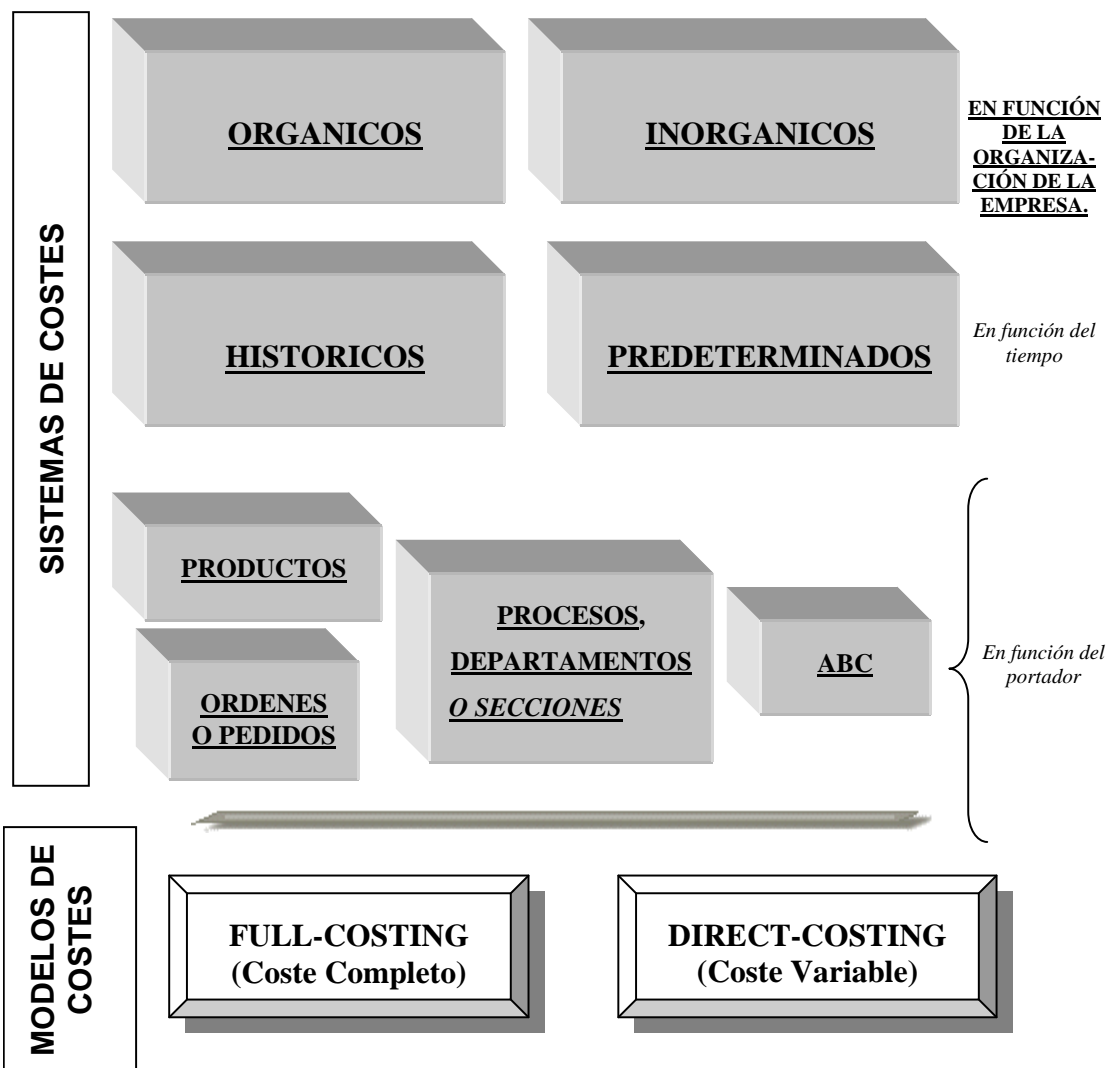 SISTEMAS DE COSTES
ORGANICOS
INORGANICOS
EN FUNCIÓN
DE LA
ORGANIZA-
CIÓN DE LA
EMPRESA.
HISTORICOS
PREDETERMINADOS
En función del
tiempo
PRODUCTOS
ORDENES
O PEDIDOS
PROCESOS,
DEPARTAMENTOS
O SECCIONES
ABC
En función del
portador
MODELOS DE
COSTES
FULL-COSTING
(Coste Completo)
DIRECT-COSTING
(Coste Variable)